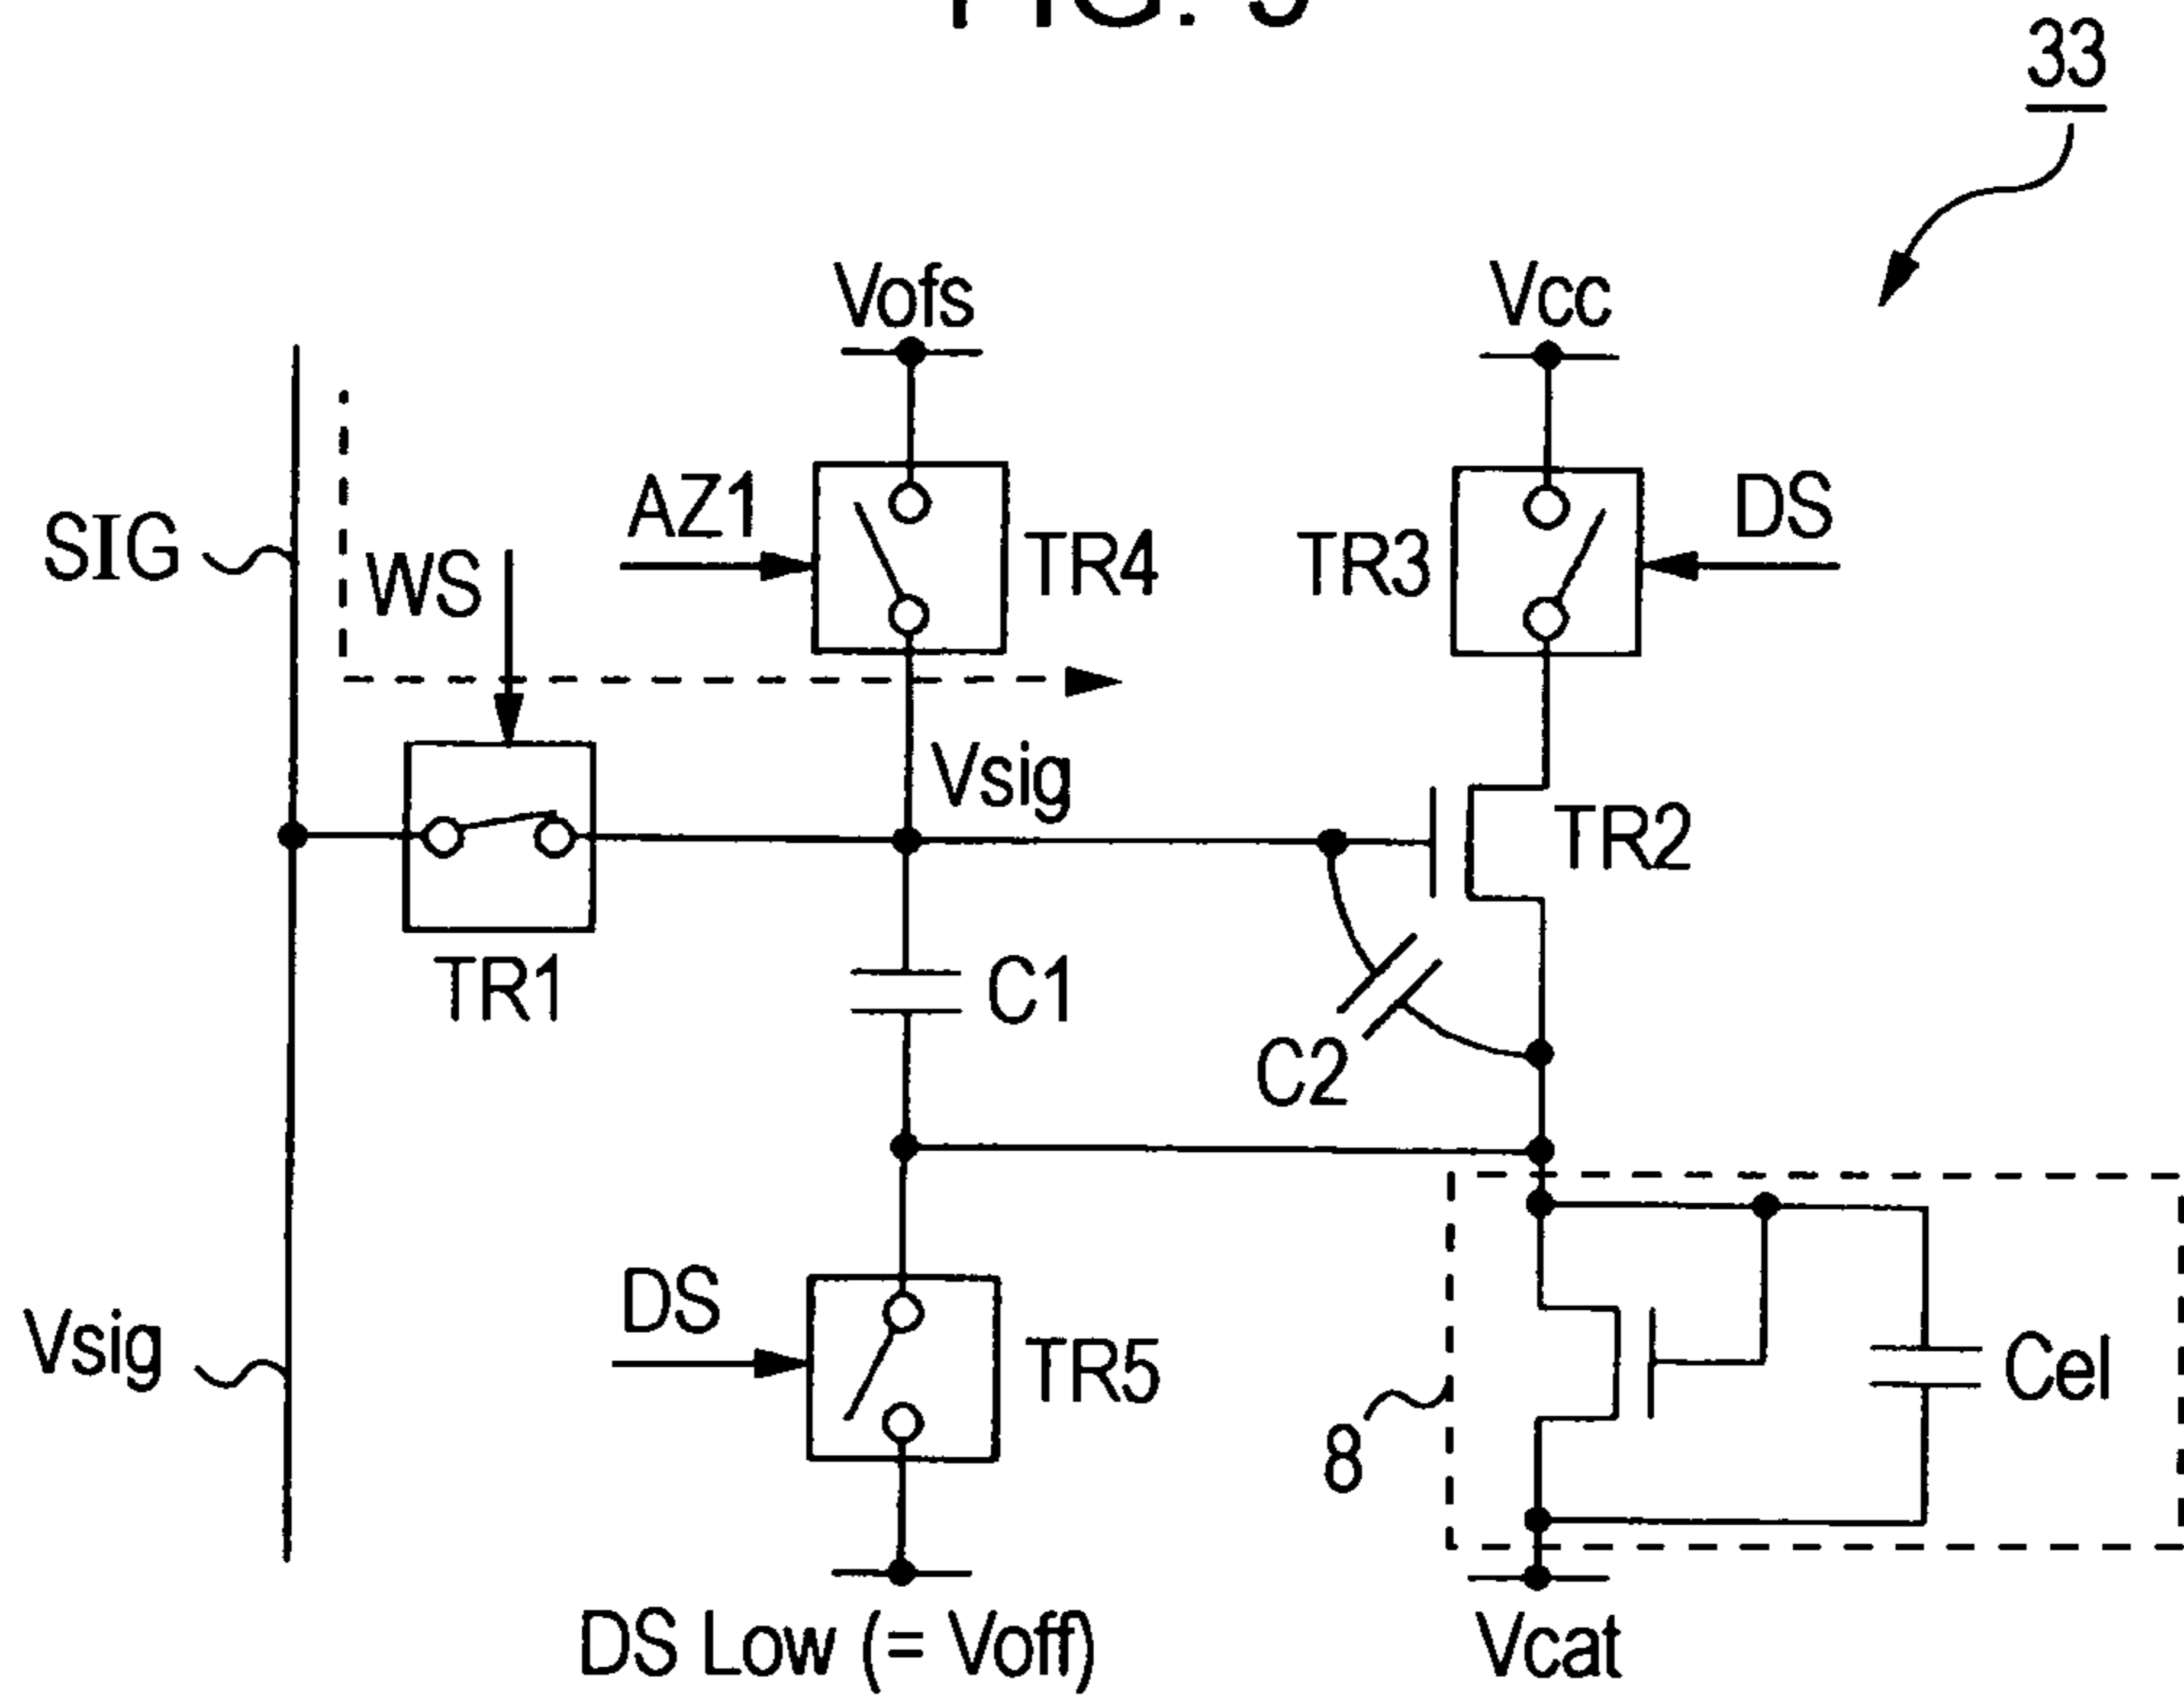 33
Vofs
Vcc
SIG
WS
AZ1
TR4
TR3
DS
Vsig
TR2
TR1
C1
C2
DS
TR5
Vsig
8
Cel
DS Low (= Voff)
Vcat